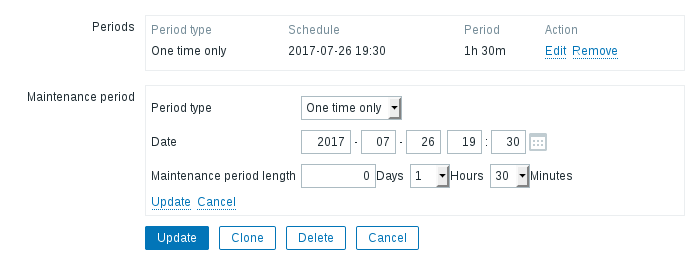 Periods Period type Schedule Period Action
One time only 2017-07-26 19:30 1h 30m Edit Remove
Maintenance period
Period type One time only
Date 2017 - 07 - 26 19 : 30
Maintenance period length 0 Days 1 Hours 30 Minutes
Update Cancel
Update Clone Delete Cancel